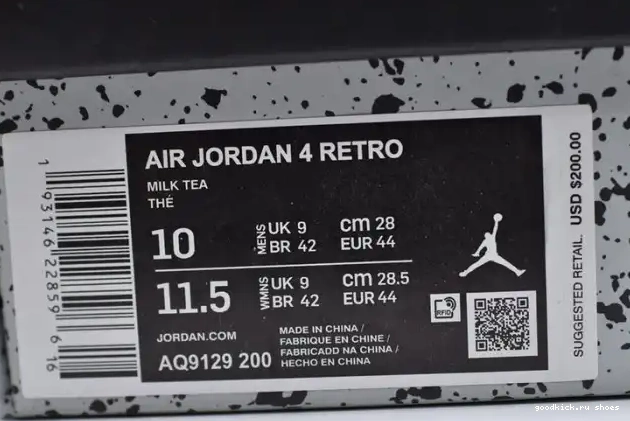 AIR JORDAN 4 RETRO
MILK TEA
THÉ
10 MENS UK 9 cm 28
BR 42 EUR 44
11.5 WMNS UK 9 cm 28.5
BR 42 EUR 44
JORDAN.COM
AQ9129 200
MADE IN CHINA /
FABRIQUE EN CHINE /
FABRICADO NA CHINA /
HECHO EN CHINA
RFID
1 93146 22859 6 16
SUGGESTED RETAIL USD $200.00
goodkick.ru shoes